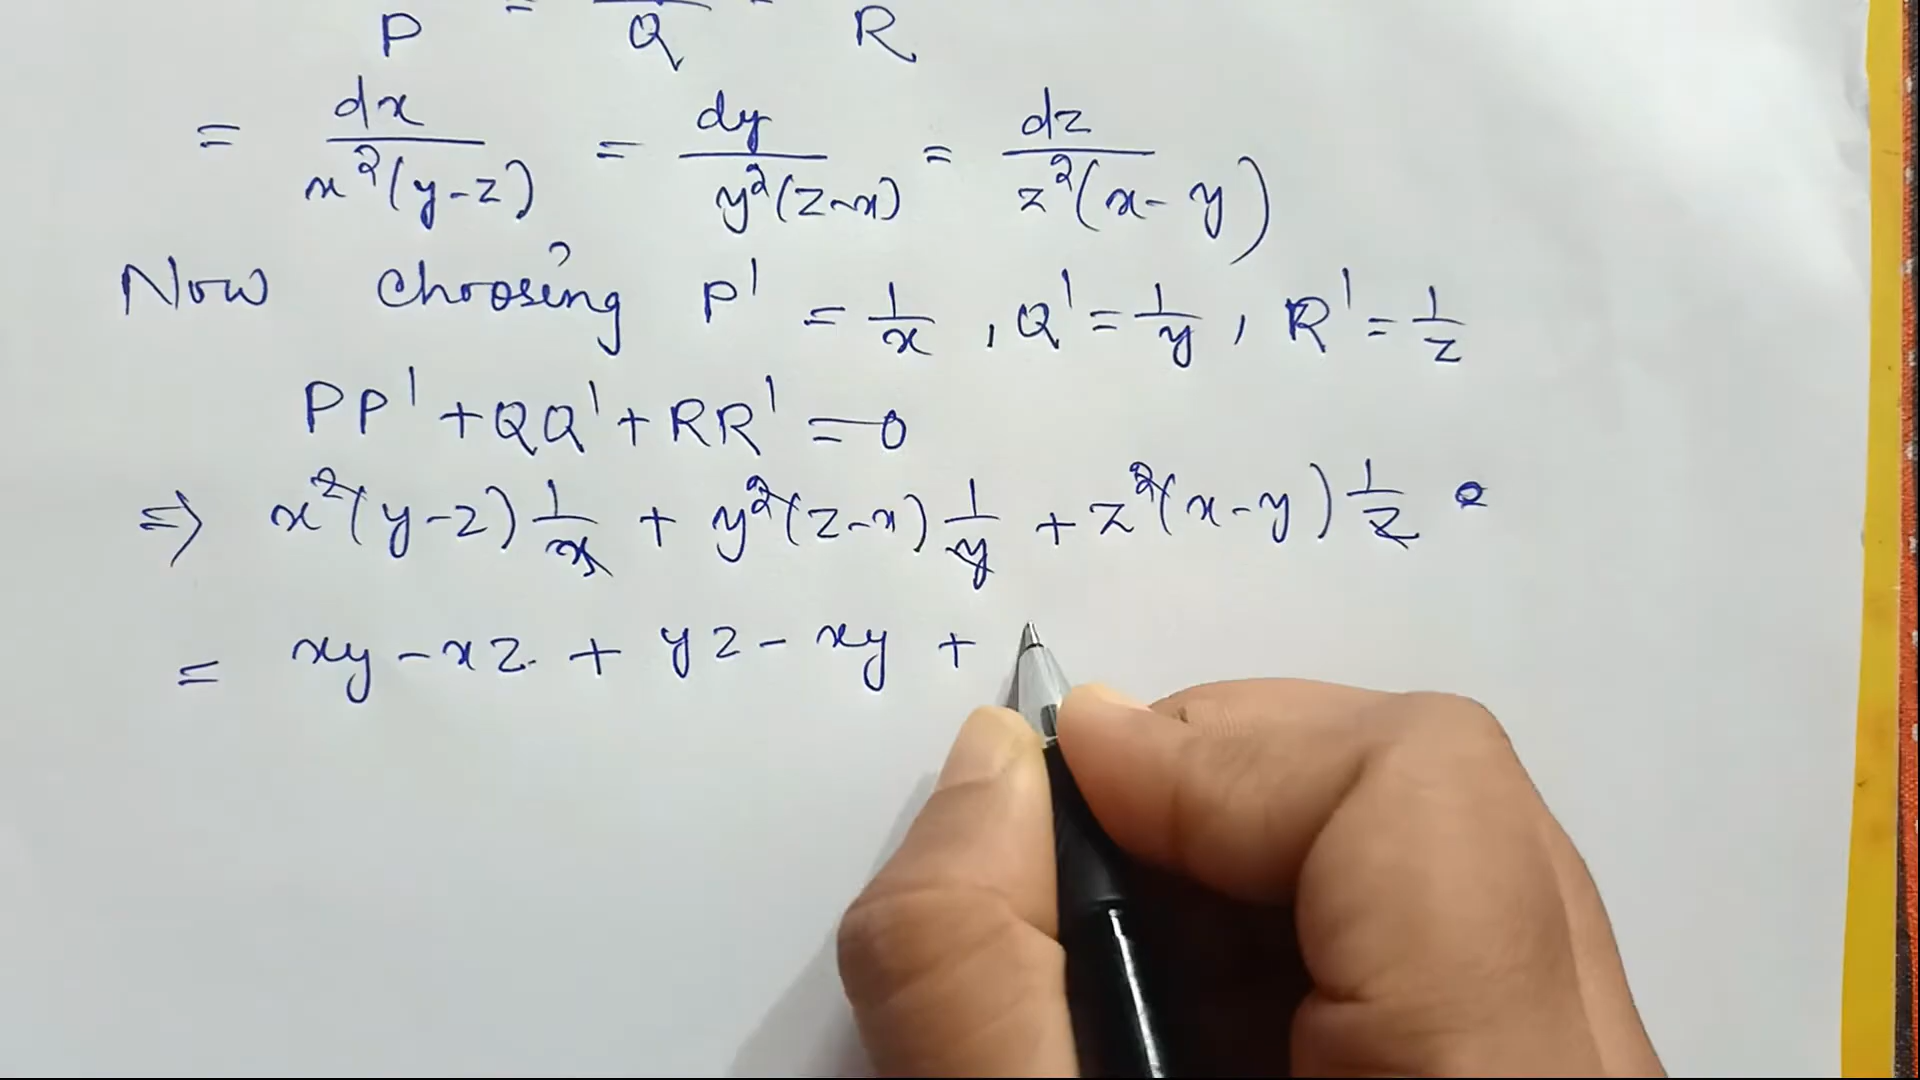 P = Q - R
= dx/x²(y-z) = dy/y²(z-x) = dz/z²(x-y)
Now choosing P' = 1/x , Q' = 1/y , R' = 1/z
PP' + QQ' + RR' = 0
⇒ x²(y-z) 1/x + y²(z-x) 1/y + z²(x-y) 1/z
= xy - xz + yz - xy +